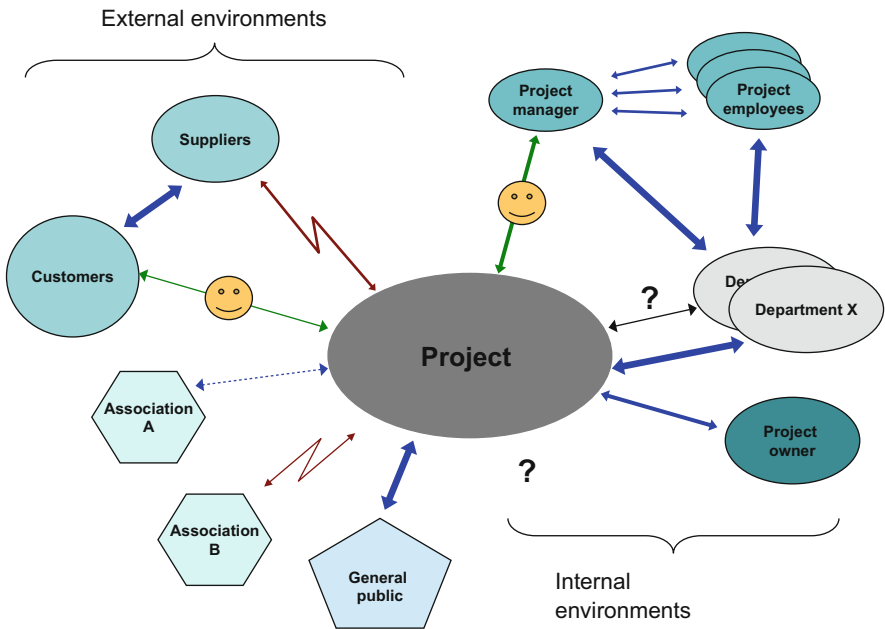 External environments
Project
manager
Project
employees
Suppliers
Customers
?
Department X
Project
Association
A
Project
owner
?
Association
B
General
public
Internal
environments